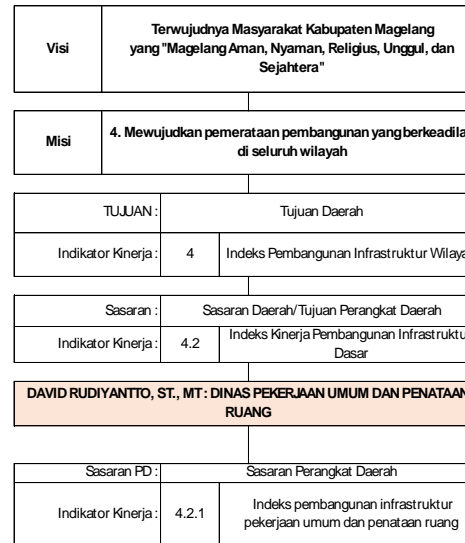 Visi
Terwujudnya Masyarakat Kabupaten Magelang
yang "Magelang Aman, Nyaman, Religius, Unggul, dan
Sejahtera"
Misi
4. Mewujudkan pemerataan pembangunan yang berkeadila
di seluruh wilayah
TUJUAN :
Tujuan Daerah
Indikator Kinerja :
4
Indeks Pembangunan Infrastruktur Wilaya
Sasaran :
Sasaran Daerah/Tujuan Perangkat Daerah
Indikator Kinerja :
4.2
Indeks Kinerja Pembangunan Infrastruktu
Dasar
DAVID RUDIYANTTO, ST., MT : DINAS PEKERJAAN UMUM DAN PENATAAN
RUANG
Sasaran PD :
Sasaran Perangkat Daerah
Indikator Kinerja :
4.2.1
Indeks pembangunan infrastruktur
pekerjaan umum dan penataan ruang